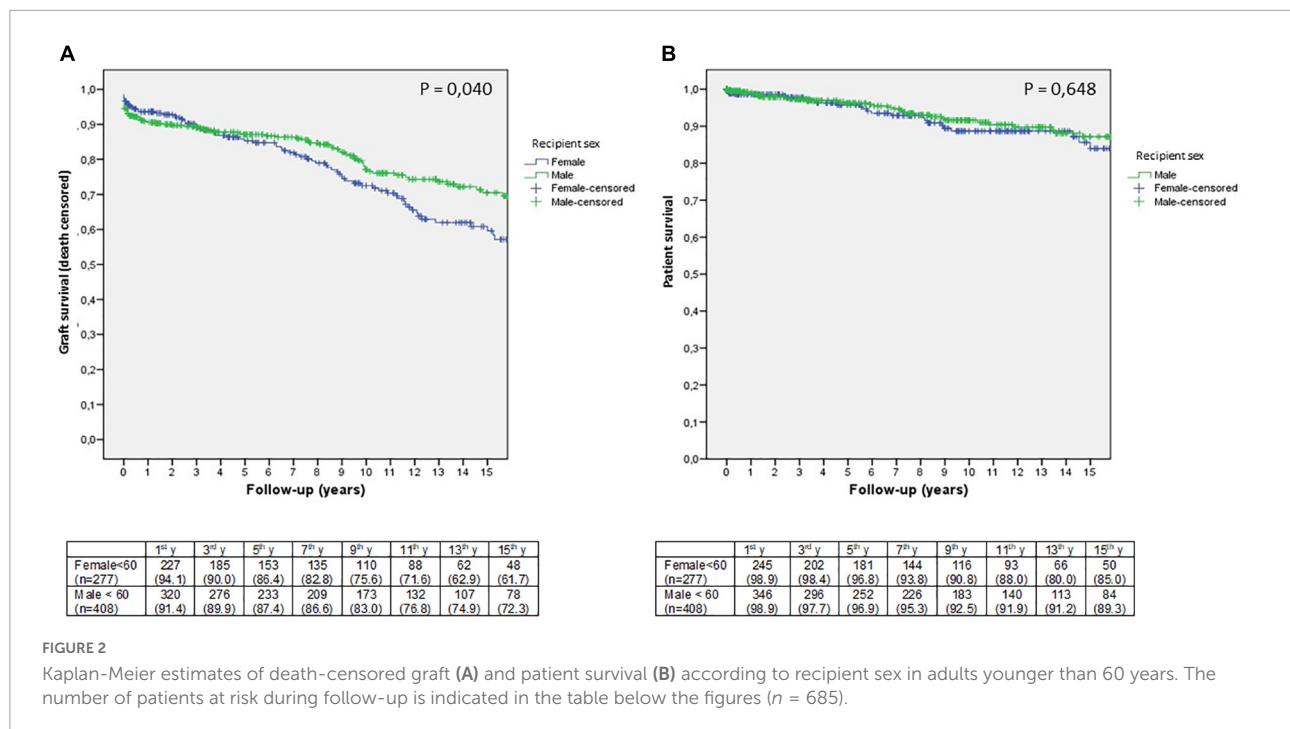 A
P = 0,040
Graft survival (death censored)
1,0
0,9
0,8
0,7
0,6
0,5
0,4
0,3
0,2
0,1
0,0
0 1 2 3 4 5 6 7 8 9 10 11 12 13 14 15
Follow-up (years)
Recipient sex
Female
Male
Female-censored
Male-censored
1st y 3rd y 5th y 7th y 9th y 11th y 13th y 15th y
Female<60 227 185 153 135 110 88 62 48
(n=277) (94.1) (90.0) (86.4) (82.8) (75.6) (71.6) (62.9) (61.7)
Male < 60 320 276 233 209 173 132 107 78
(n=408) (91.4) (89.9) (87.4) (86.6) (83.0) (76.8) (74.9) (72.3)
B
P = 0,648
Patient survival
1,0
0,9
0,8
0,7
0,6
0,5
0,4
0,3
0,2
0,1
0,0
0 1 2 3 4 5 6 7 8 9 10 11 12 13 14 15
Follow-up (years)
Recipient sex
Female
Male
Female-censored
Male-censored
1st y 3rd y 5th y 7th y 9th y 11th y 13th y 15th y
Female<60 245 202 181 144 116 93 66 50
(n=277) (98.9) (98.4) (96.8) (93.8) (90.8) (88.0) (80.0) (85.0)
Male < 60 346 296 252 226 183 140 113 84
(n=408) (98.9) (97.7) (96.9) (95.3) (92.5) (91.9) (91.2) (89.3)
FIGURE 2
Kaplan-Meier estimates of death-censored graft (A) and patient survival (B) according to recipient sex in adults younger than 60 years. The
number of patients at risk during follow-up is indicated in the table below the figures (n = 685).